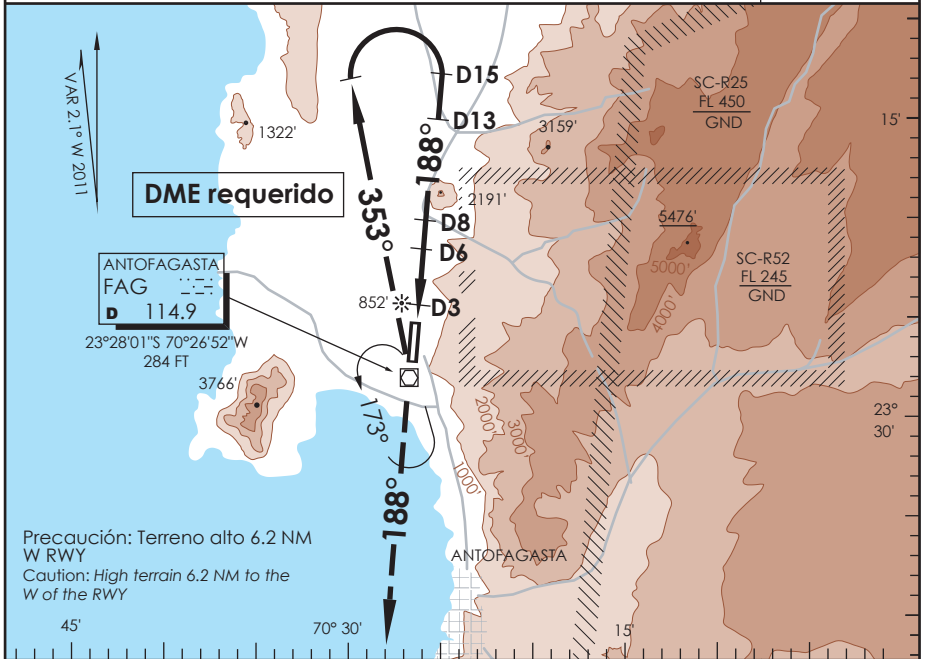 VAR 2.1° W 2011
1322'
DME requerido
ANTOFAGASTA
FAG
D 114.9
23°28'01"S 70°26'52"W
284 FT
3766'
353°
188°
D15
D13
D8
D6
D3
852'
2191'
3159'
SC-R25
FL 450
GND
15'
5476'
5000'
4000'
SC-R52
FL 245
GND
173°
188°
2000'
3000'
1000'
23°
30'
ANTOFAGASTA
Precaución: Terreno alto 6.2 NM
W RWY
Caution: High terrain 6.2 NM to the
W of the RWY
45'
70° 30'
15'